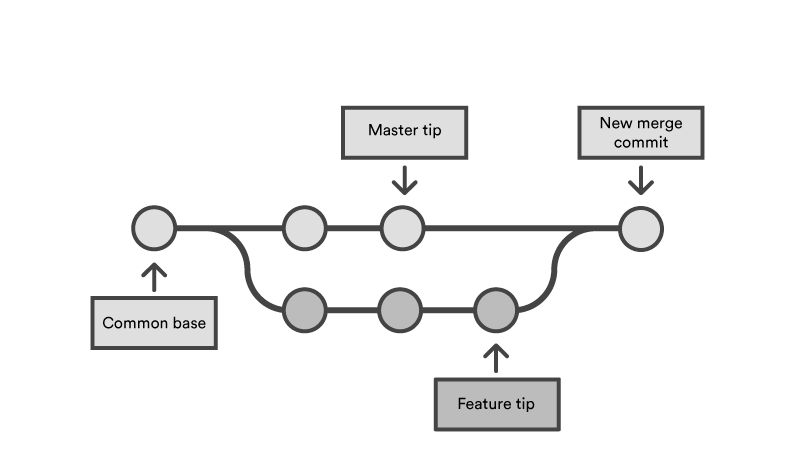 Master tip
New merge
commit
Common base
Feature tip